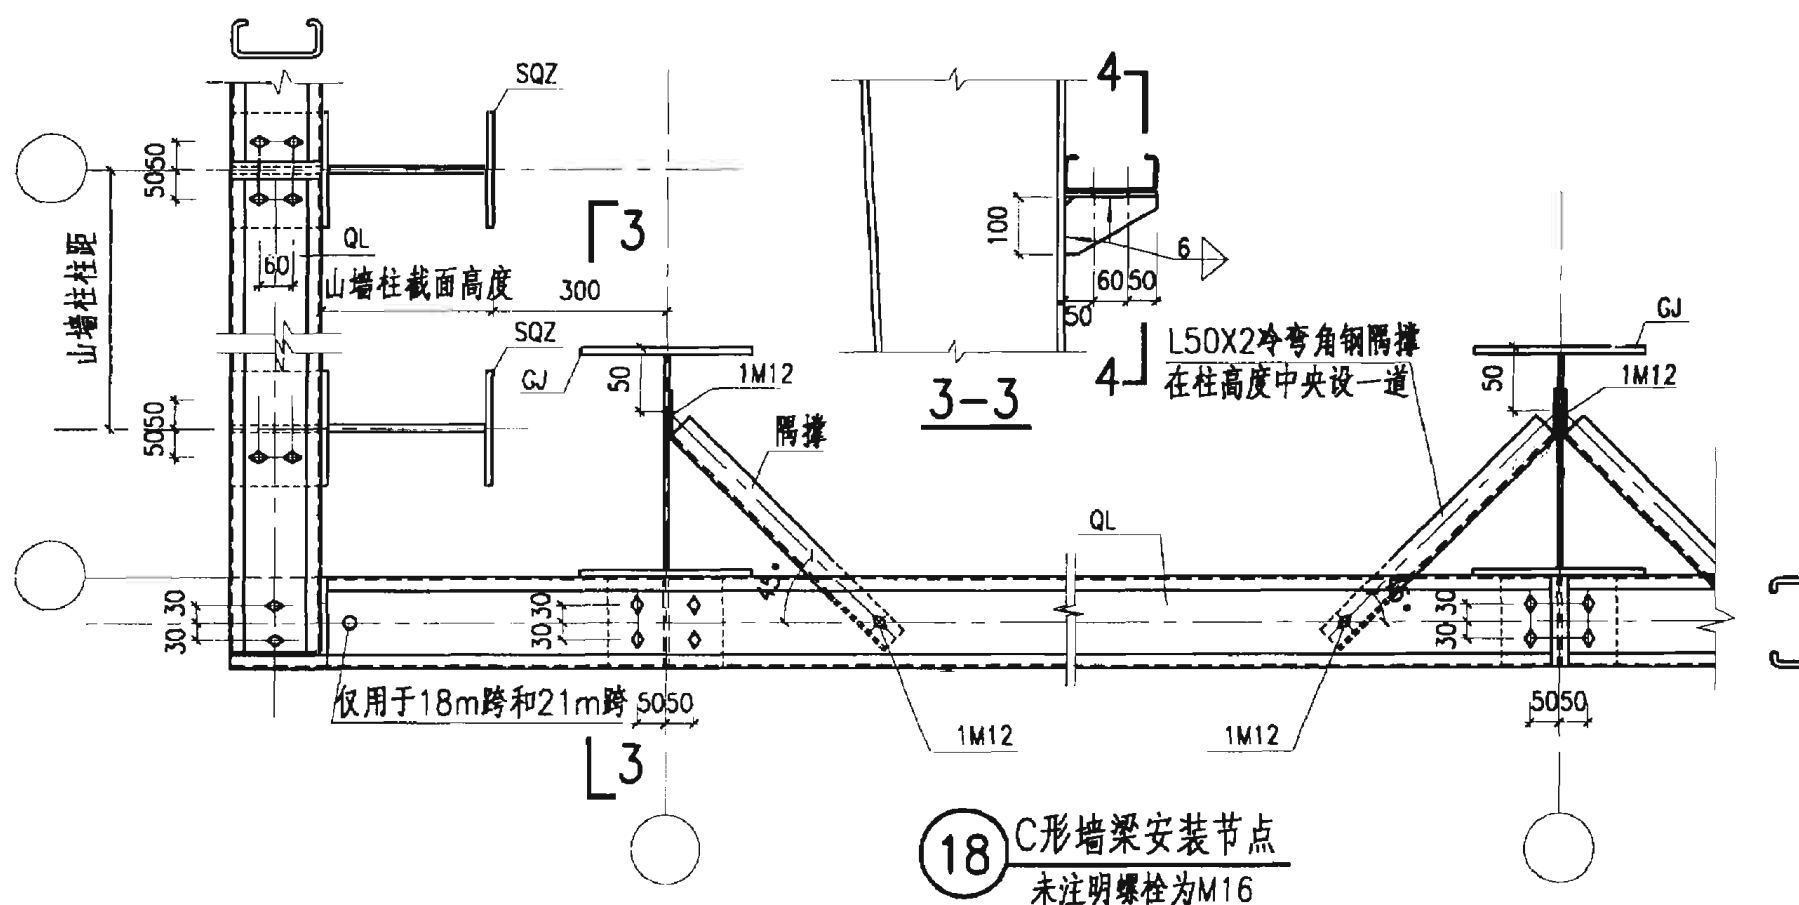 SQZ
4
5050
山墙柱柱距
QL
60
3
山墙柱截面高度
300
100
6
60 50
50
GJ
SQZ
GJ
50
1M12
4
3-3
L50X2冷弯角钢隅撑
在柱高度中央设一道
50
1M12
5050
隅撑
QL
45°
45°
3030
3030
3030
仅用于18m跨和21m跨
5050
1M12
1M12
5050
3
18
C形墙梁安装节点
未注明螺栓为M16